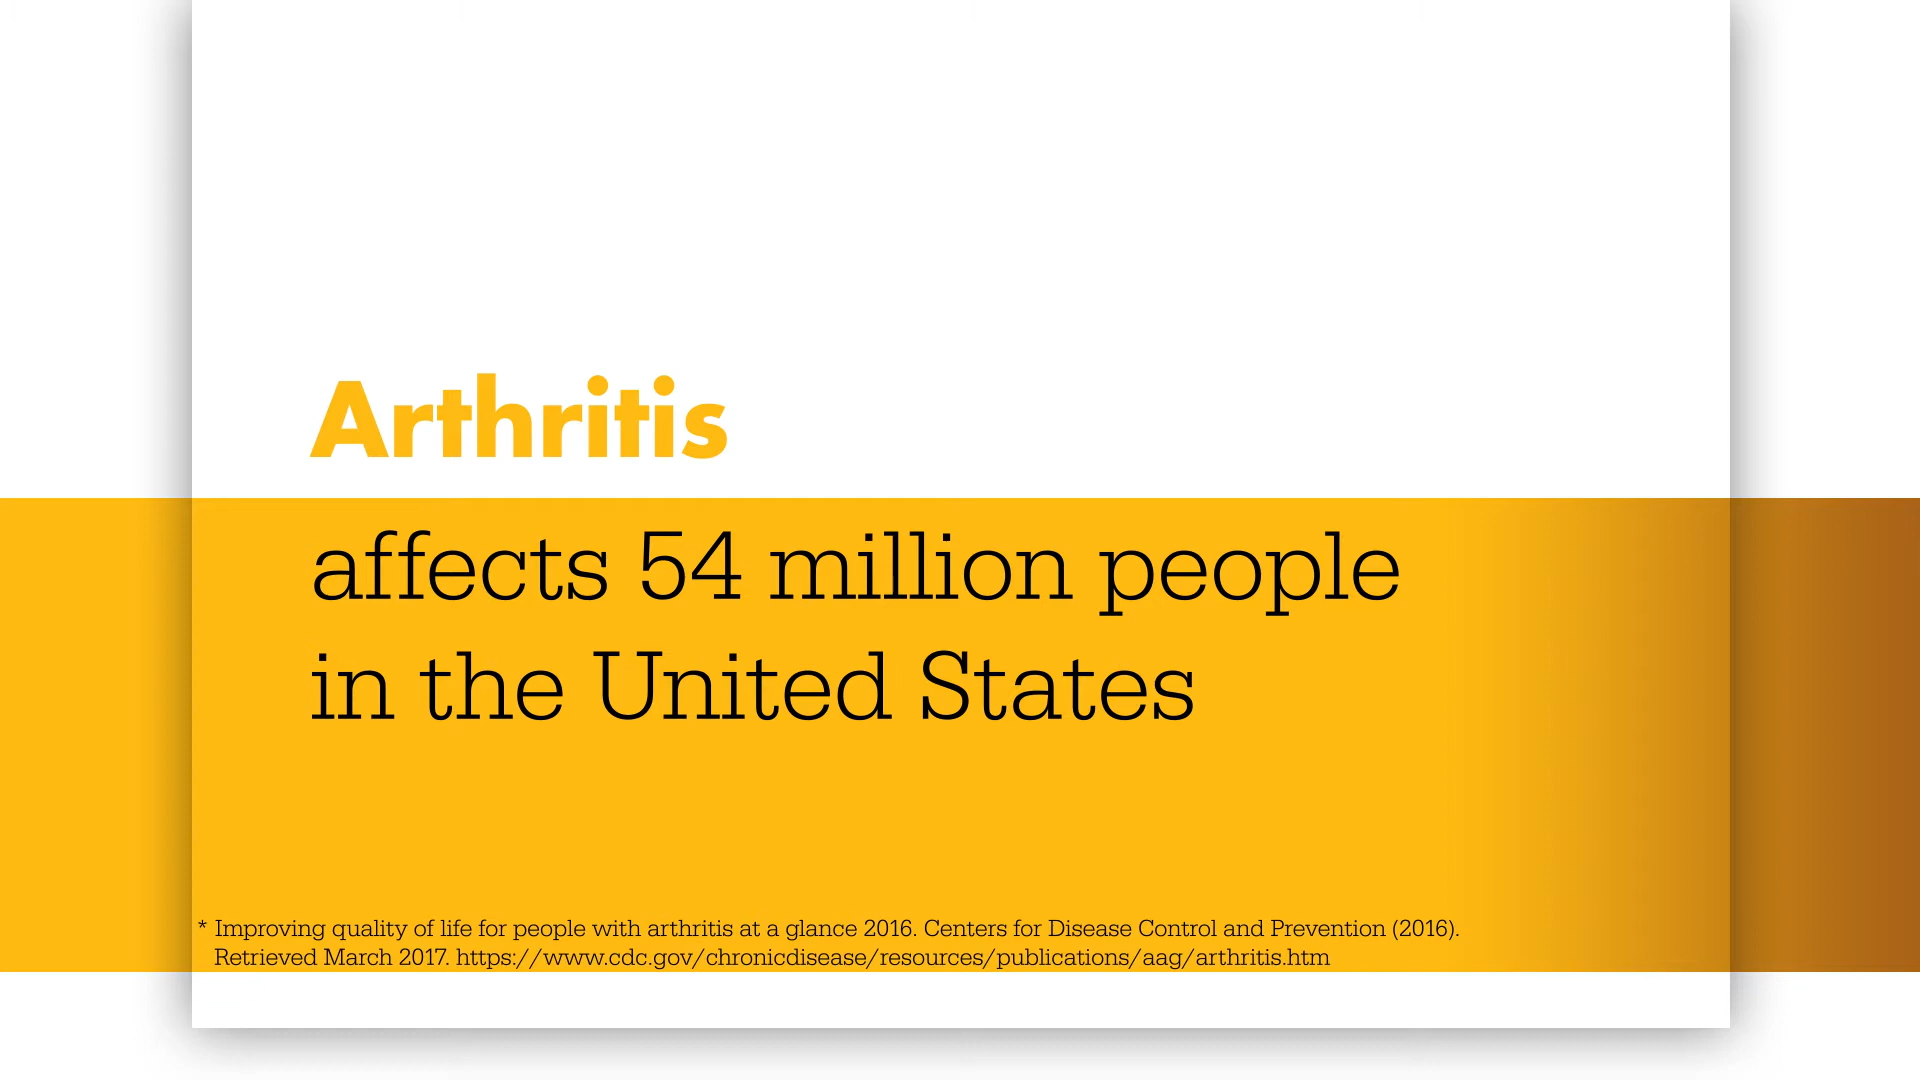 Arthritis
affects 54 million people
in the United States
* Improving quality of life for people with arthritis at a glance 2016. Centers for Disease Control and Prevention (2016).
Retrieved March 2017. https://www.cdc.gov/chronicdisease/resources/publications/aag/arthritis.htm